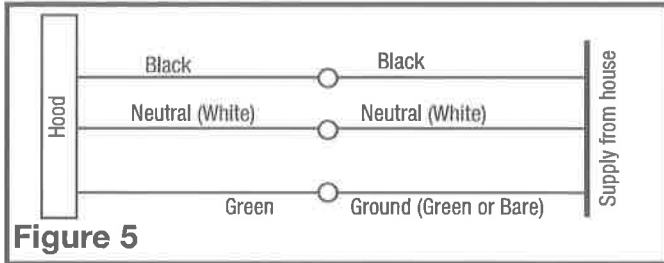 Black Black
Neutral (White) Neutral (White)
Hood
Supply from house
Green Ground (Green or Bare)
Figure 5